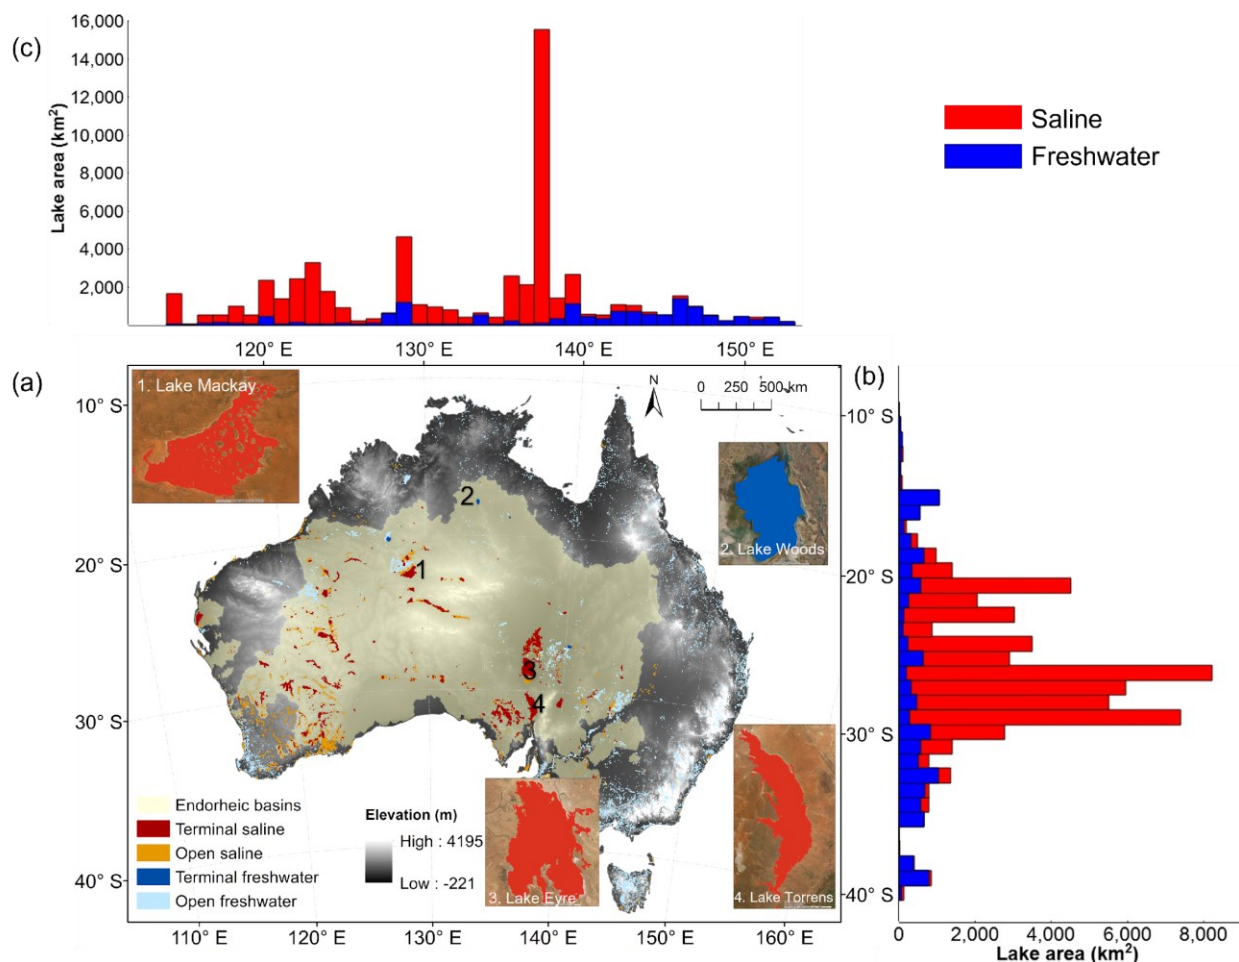 (c)
Lake area (km²)
16,000
14,000
12,000
10,000
8,000
6,000
4,000
2,000
120° E
130° E
140° E
150° E
Saline
Freshwater
(a)
10° S
20° S
30° S
40° S
110° E
120° E
130° E
140° E
150° E
160° E
1. Lake Mackay
2. Lake Woods
3. Lake Eyre
4. Lake Torrens
1
2
3
4
N
0 250 500 km
Endorheic basins
Terminal saline
Open saline
Terminal freshwater
Open freshwater
Elevation (m)
High : 4195
Low : -221
(b)
10° S
20° S
30° S
40° S
0 2,000 4,000 6,000 8,000
Lake area (km²)